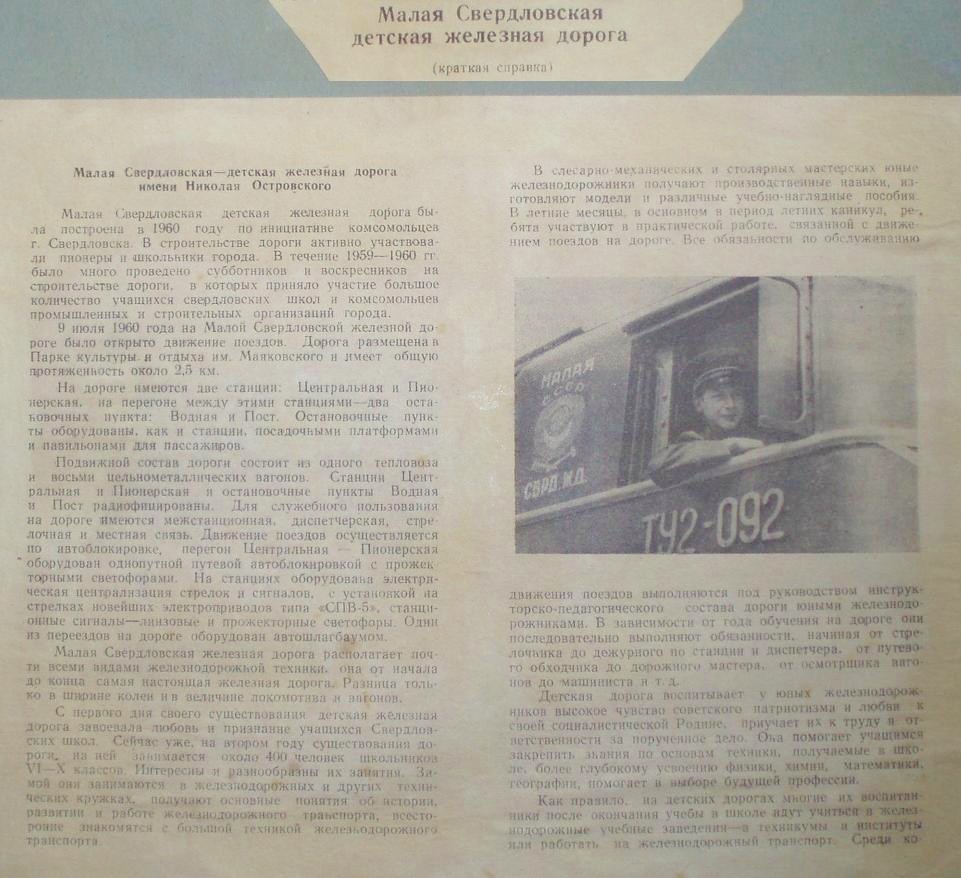 Малая Свердловская
детская железная дорога
(краткая справка)
Малая Свердловская—детская железная дорога
имени Николая Островского
Малая Свердловская детская железная дорога бы-
ла построена в 1960 году по инициативе комсомольцев
г. Свердловска. В строительстве дороги активно участвова-
ли пионеры и школьники города. В течение 1959—1960 гг.
было много проведено субботников и воскресников на
строительстве дороги, в которых приняло участие большое
количество учащихся свердловских школ и комсомольцев
промышленных и строительных организаций города.
9 июля 1960 года на Малой Свердловской железной до-
роге было открыто движение поездов. Дорога размещена в
Парке культуры и отдыха им. Маяковского и имеет общую
протяженность около 2,5 км.
На дороге имеются две станции: Центральная и Пио-
нерская, на перегоне между этими станциями—два оста-
новочных пункта: Водная и Пост. Остановочные пунк-
ты оборудованы, как и станции, посадочными платформами
и павильонами для пассажиров.
Подвижной состав дороги состоит из одного тепловоза
и восьми цельнометаллических вагонов. Станции Цент-
ральная и Пионерская и остановочные пункты Водная
и Пост радиофицированы. Для служебного пользования
на дороге имеются межстанционная, диспетчерская, стре-
лочная и местная связь. Движение поездов осуществляется
по автоблокировке, перегон Центральная — Пионерская
оборудован однопутной путевой автоблокировкой с прожек-
торными светофорами. На станциях оборудована электри-
ческая централизация стрелок и сигналов, с установкой на
стрелках новейших электроприводов типа «СПВ-5», станци-
онные сигналы—линзовые и прожекторные светофоры. Один
из переездов на дороге оборудован автошлагбаумом.
Малая Свердловская железная дорога располагает поч-
ти всеми видами железнодорожной техники, она от начала
до конца самая настоящая железная дорога. Разница толь-
ко в ширине колеи и в величине локомотива и вагонов.
С первого дня своего существования детская железная
дорога завоевала любовь и признание учащихся Свердлов-
ских школ. Сейчас уже, на втором году существования до-
роги, на ней занимается около 400 человек школьников
VI—X классов. Интересны и разнообразны их занятия. Зи-
мой они занимаются в железнодорожных и других техни-
ческих кружках, получают основные понятия об истории,
развитии и работе железнодорожного транспорта, всесто-
ронне знакомятся с большой техникой железнодорожного
транспорта.
В слесарно-механических и столярных мастерских юные
железнодорожники получают производственные навыки, из-
готовляют модели и различные учебно-наглядные пособия.
В летние месяцы, в основном в период летних каникул, ре-
бята участвуют в практической работе, связанной с движе-
нием поездов на дороге. Все обязанности по обслуживанию
МАЛАЯ
СВРД.Ж.Д.
ТУ2-092
движения поездов выполняются под руководством инструк-
торско-педагогического состава дороги юными железнодо-
рожниками. В зависимости от года обучения на дороге они
последовательно выполняют обязанности, начиная от стре-
лочника до дежурного по станции и диспетчера, от путево-
го обходчика до дорожного мастера, от осмотрщика ваго-
нов до машиниста и т. д.
Детская дорога воспитывает у юных железнодорож-
ников высокое чувство советского патриотизма и любви к
своей социалистической Родине, приучает их к труду и от-
ветственности за порученное дело. Она помогает учащимся
закрепить знания по основам техники, получаемые в шко-
ле, более глубокому усвоению физики, химии, математики,
географии, помогает в выборе будущей профессии.
Как правило, на детских дорогах многие их воспитан-
ники после окончания учебы в школе идут учиться в желез-
нодорожные учебные заведения—в техникумы и институты
или работать на железнодорожный транспорт. Среди ко-